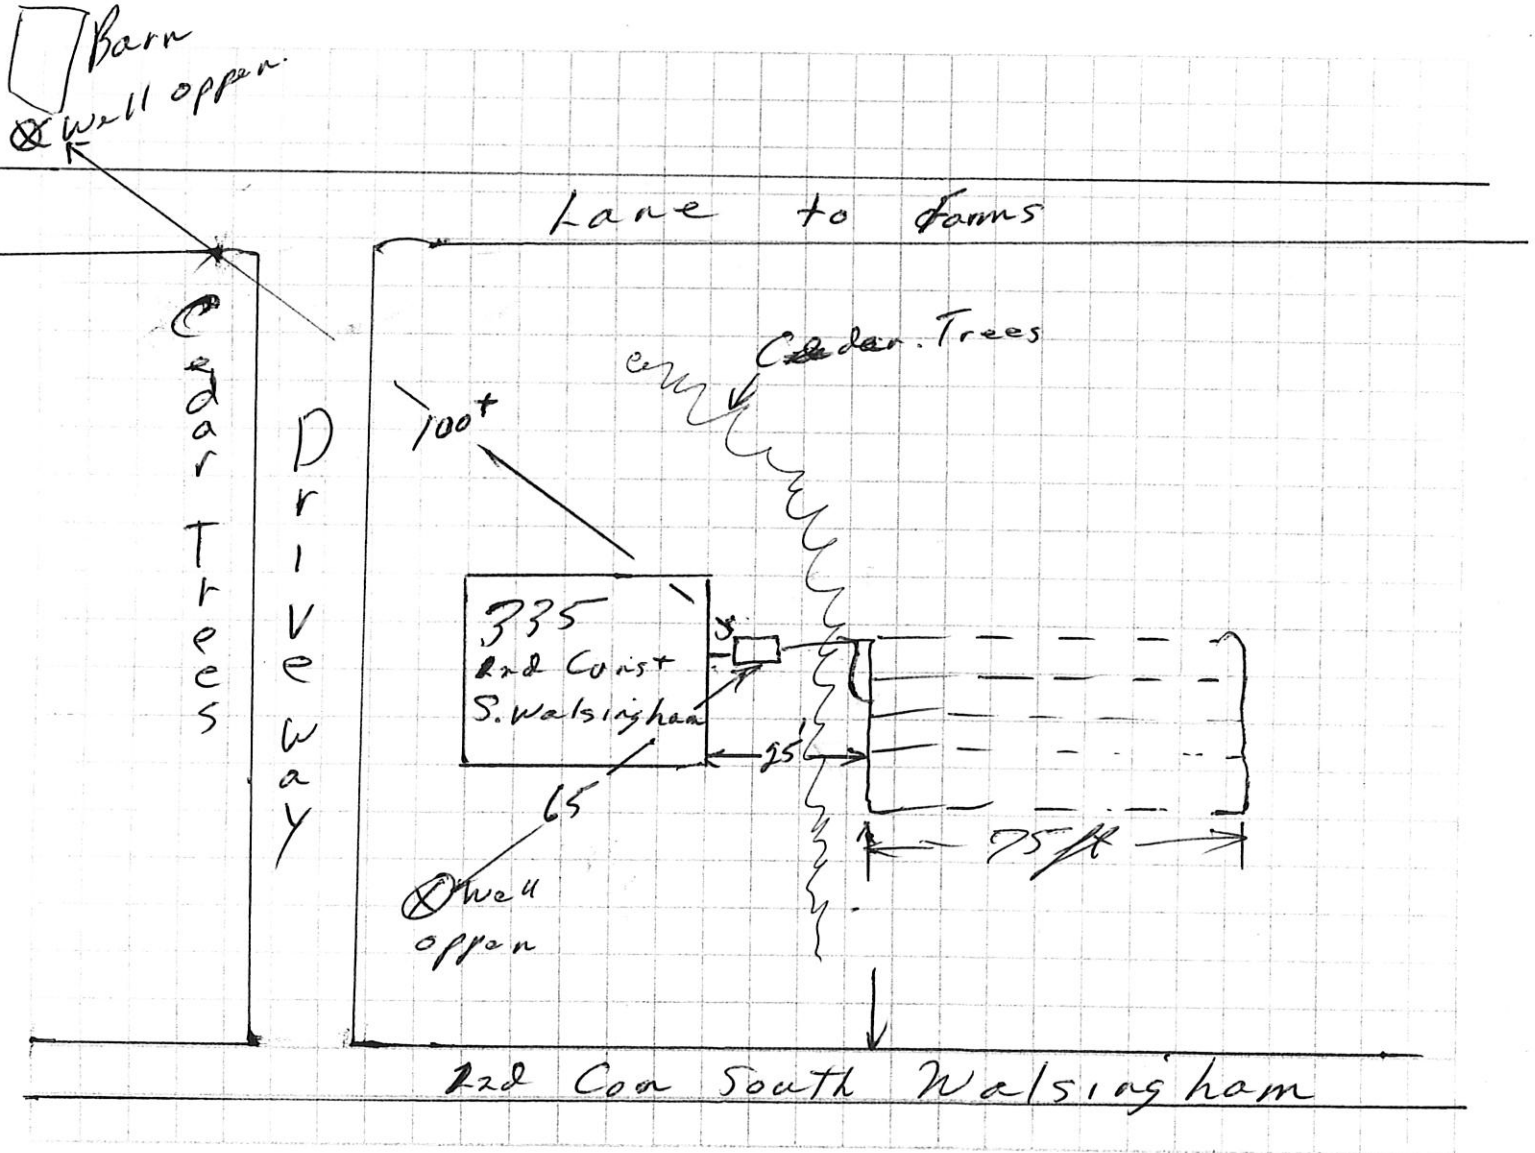 Barn
Well oppen.
Lane to Farms
Cedar Trees
Driveway
Cedar. Trees
100+
5'
335
2nd Const
S. Walsingham
25'
65
75 ft
Well
oppen
2nd Con South Walsingham